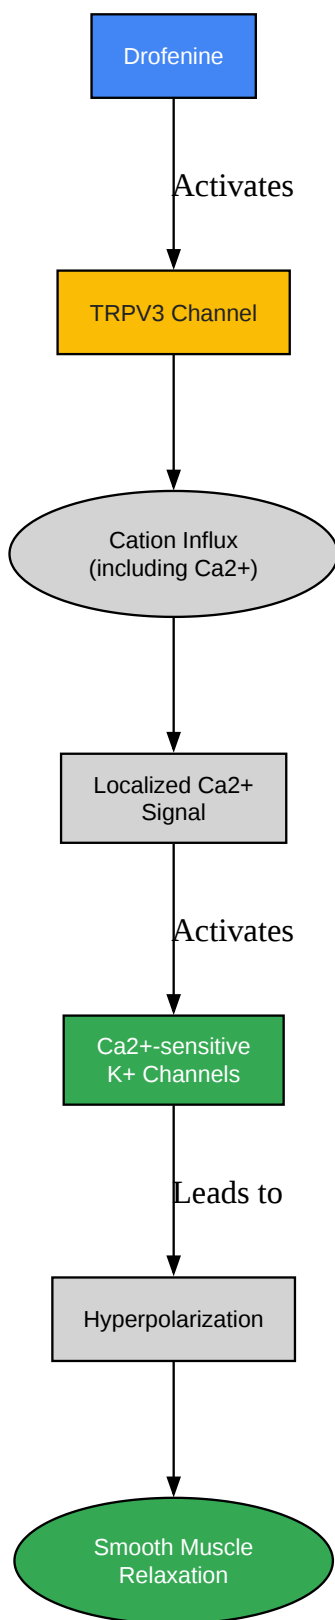 Drofenine
Activates
TRPV3 Channel
Cation Influx
(including Ca2+)
Localized Ca2+
Signal
Activates
Ca2+-sensitive
K+ Channels
Leads to
Hyperpolarization
Smooth Muscle
Relaxation